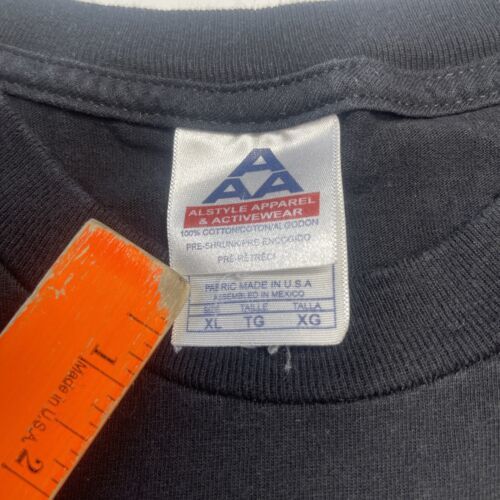 A
A A
ALSTYLE APPAREL
& ACTIVEWEAR
100% COTTON/COTON/ALGODON
PRE-SHRUNK/PRE ENCOGIDO
PRE-RETRECI
FABRIC MADE IN U.S.A
ASSEMBLED IN MEXICO
SIZE TAILLE TALLA
XL TG XG
1
Made in U.S.A.
2